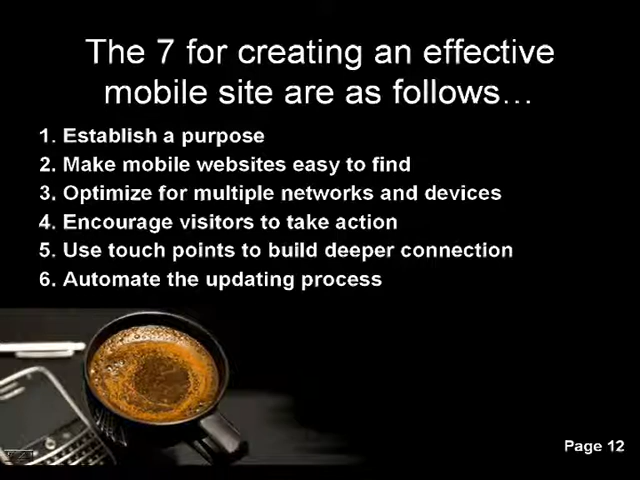 The 7 for creating an effective
mobile site are as follows…
1. Establish a purpose
2. Make mobile websites easy to find
3. Optimize for multiple networks and devices
4. Encourage visitors to take action
5. Use touch points to build deeper connection
6. Automate the updating process
Page 12